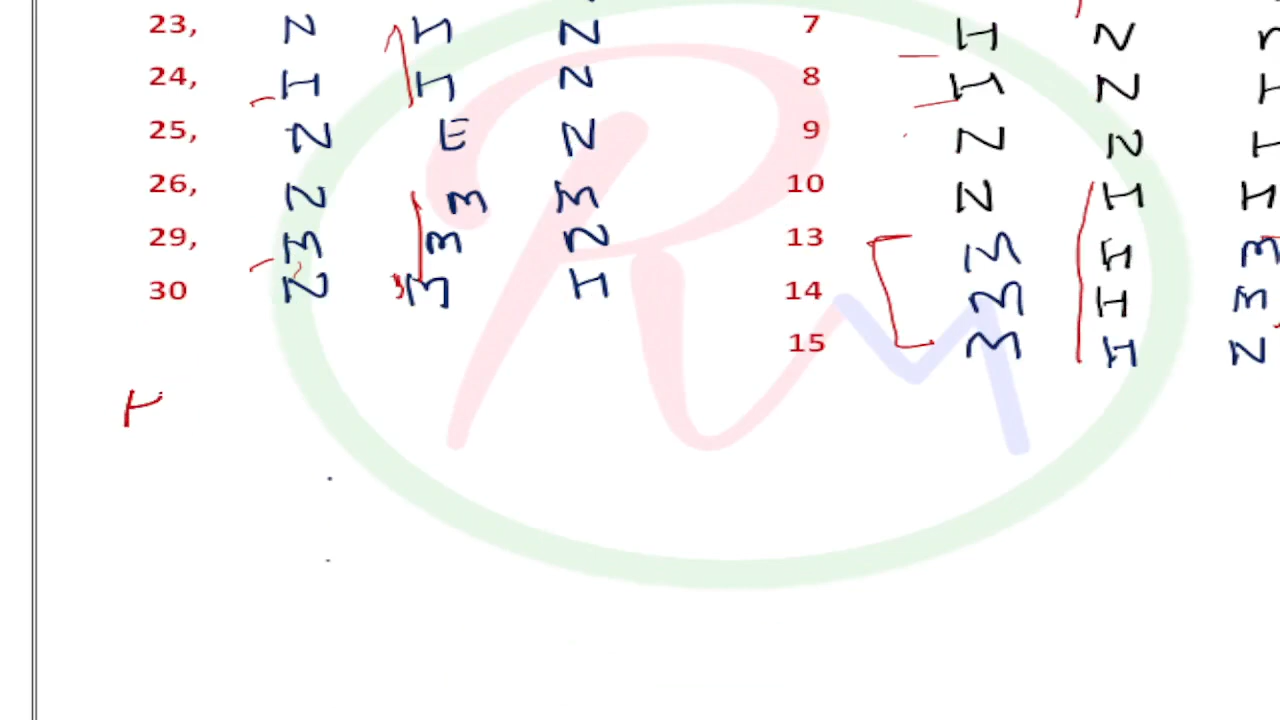 23, N I N
24, I I N
25, N E N
26, N M M
29, M M N
30 N M I
7 I N N
8 I N I
9 N N I
10 N I I
13 M I M
14 M I M
15 M I N